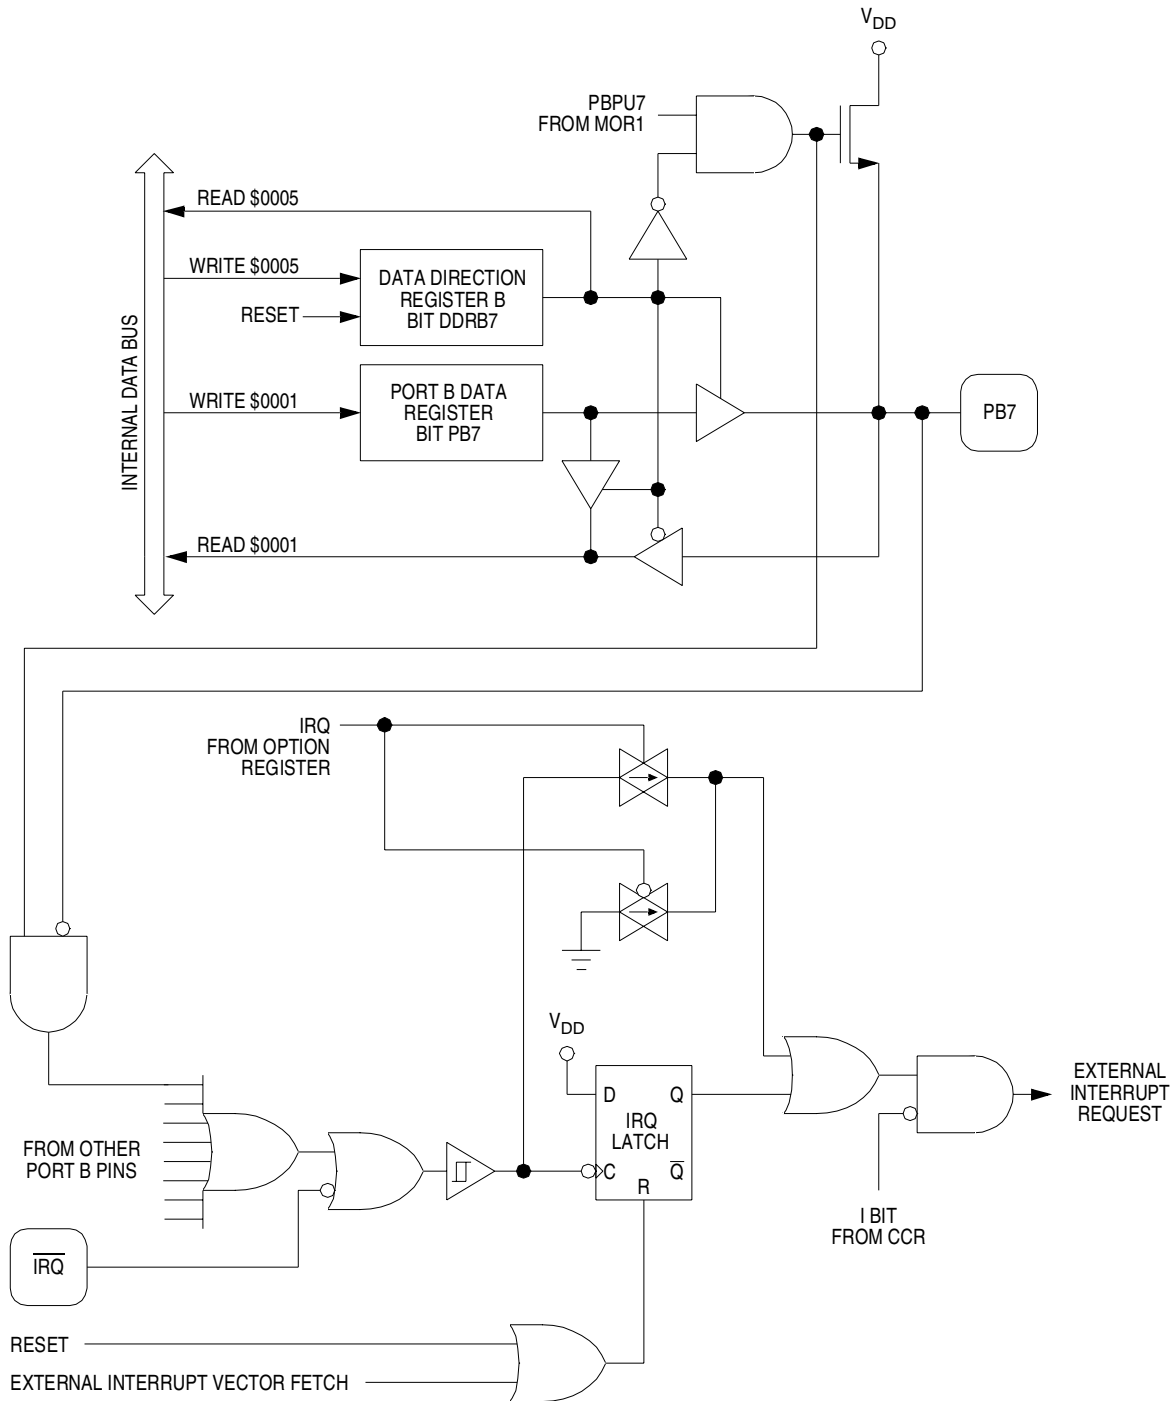 VDD
PBPU7
FROM MOR1
READ $0005
WRITE $0005
DATA DIRECTION
REGISTER B
BIT DDRB7
RESET
INTERNAL DATA BUS
WRITE $0001
PORT B DATA
REGISTER
BIT PB7
PB7
READ $0001
IRQ
FROM OPTION
REGISTER
VDD
D
Q
IRQ
LATCH
C
Q̅
R
EXTERNAL
INTERRUPT
REQUEST
FROM OTHER
PORT B PINS
I BIT
FROM CCR
I̅R̅Q̅
RESET
EXTERNAL INTERRUPT VECTOR FETCH